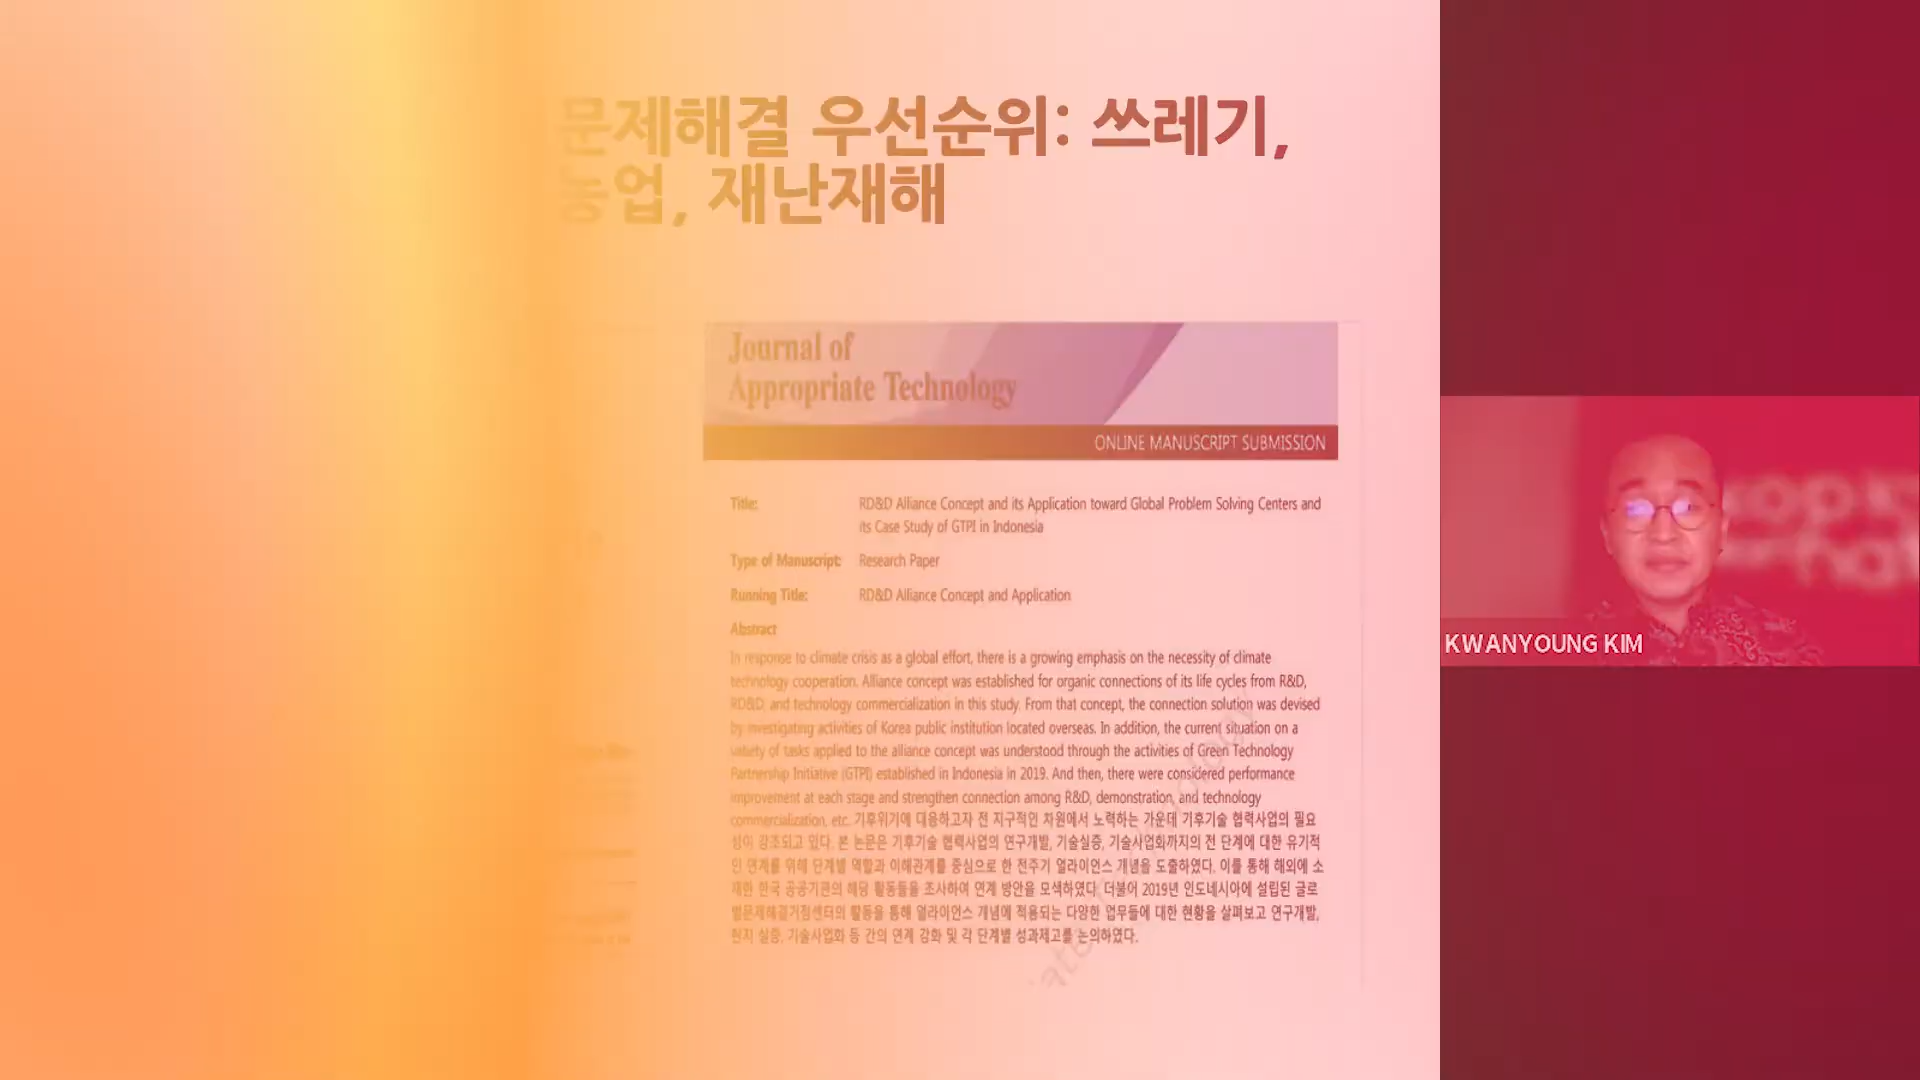 문제해결 우선순위: 쓰레기,
농업, 재난재해
Journal of
Appropriate Technology
ONLINE MANUSCRIPT SUBMISSION
Title: RD&D Alliance Concept and its Application toward Global Problem Solving Centers and
its Case Study of GTPI in Indonesia
Type of Manuscript: Research Paper
Running Title: RD&D Alliance Concept and Application
Abstract
In response to climate crisis as a global effort, there is a growing emphasis on the necessity of climate
technology cooperation. Alliance concept was established for organic connections of its life cycles from R&D,
RD&D, and technology commercialization in this study. From that concept, the connection solution was devised
by investigating activities of Korea public institution located overseas. In addition, the current situation on a
variety of tasks applied to the alliance concept was understood through the activities of Green Technology
Partnership Initiative (GTPI) established in Indonesia in 2019. And then, there were considered performance
improvement at each stage and strengthen connection among R&D, demonstration, and technology
commercialization, etc. 기후위기에 대응하고자 전 지구적인 차원에서 노력하는 가운데 기후기술 협력사업의 필요
성이 강조되고 있다. 본 논문은 기후기술 협력사업의 연구개발, 기술실증, 기술사업화까지의 전 단계에 대한 유기적
인 연계를 위해 단계별 역할과 이해관계를 중심으로 한 전주기 얼라이언스 개념을 도출하였다. 이를 통해 해외에 소
재한 한국 공공기관의 해당 활동들을 조사하여 연계 방안을 모색하였다. 더불어 2019년 인도네시아에 설립된 글로
벌문제해결거점센터의 활동을 통해 얼라이언스 개념에 적용되는 다양한 업무들에 대한 현황을 살펴보고 연구개발,
현지 실증, 기술사업화 등 간의 연계 강화 및 각 단계별 성과제고를 논의하였다.
KWANYOUNG KIM